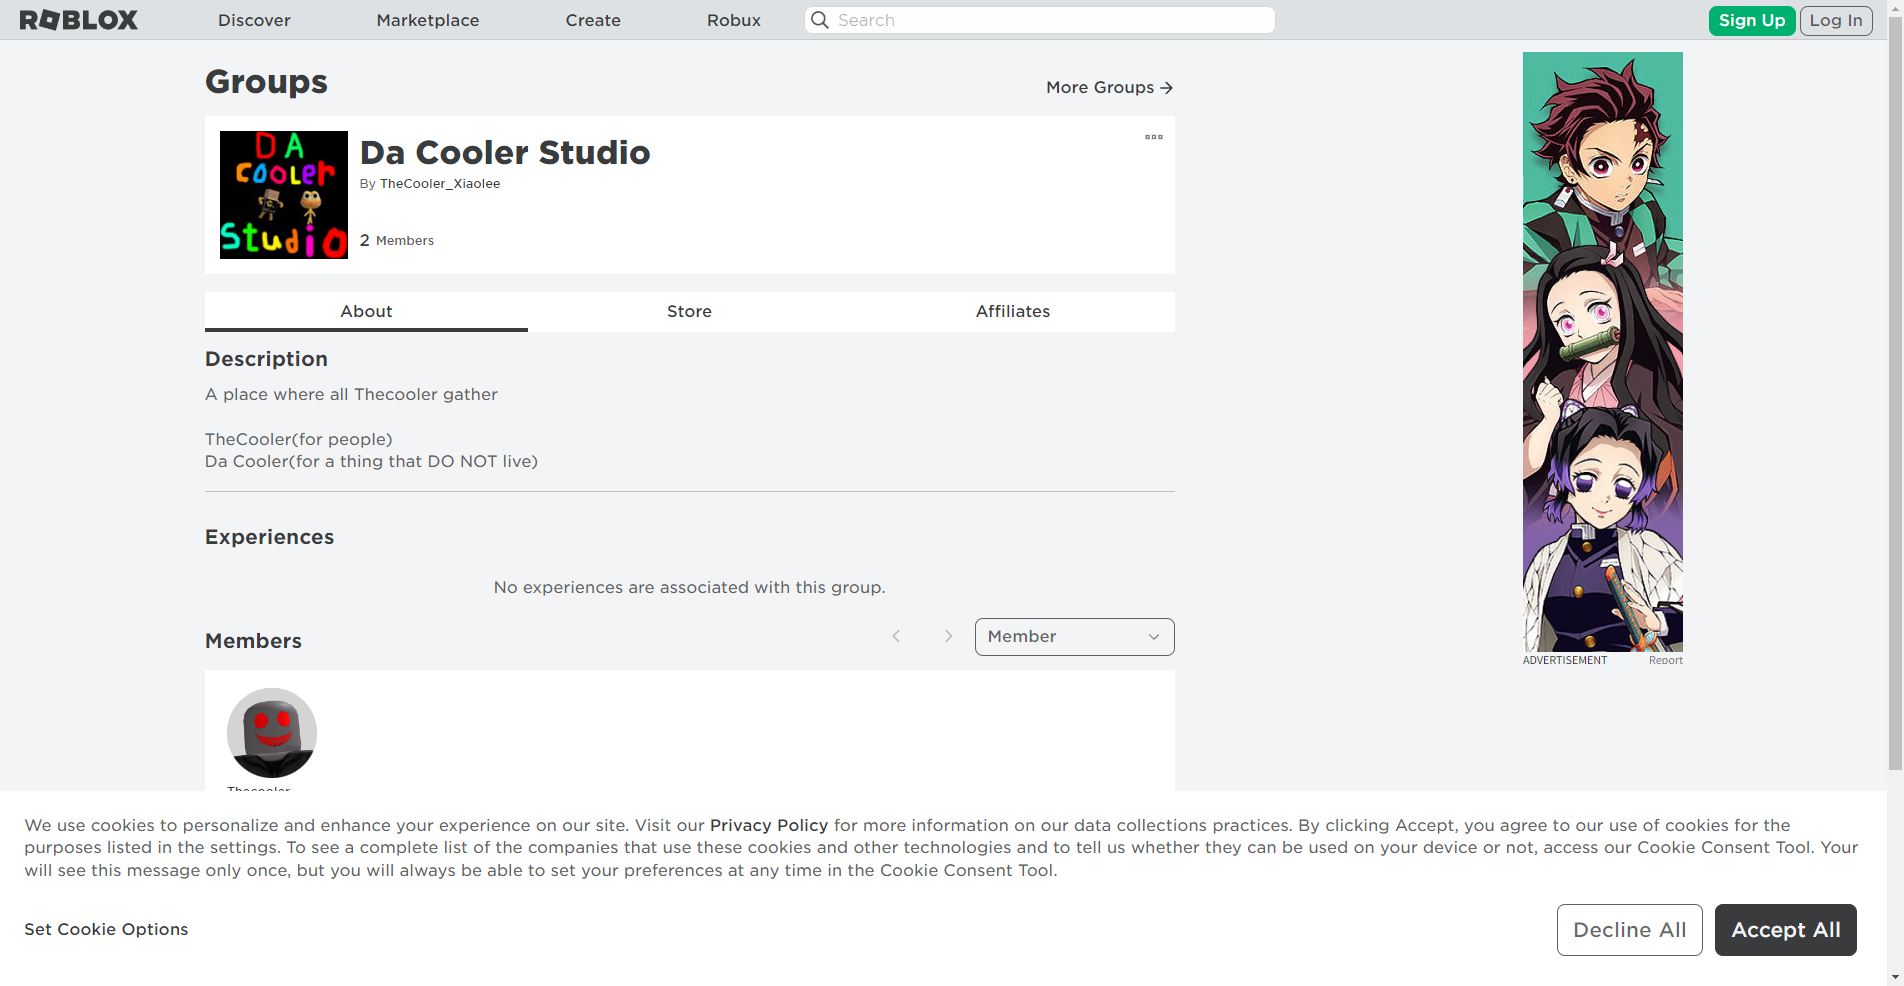 ROBLOX
Discover
Marketplace
Create
Robux
Search
Sign Up
Log In
Groups
More Groups
DA
COOLER
Studio
Da Cooler Studio
By TheCooler_Xiaolee
2 Members
About
Store
Affiliates
Description
A place where all Thecooler gather
TheCooler(for people)
Da Cooler(for a thing that DO NOT live)
Experiences
No experiences are associated with this group.
Members
Member
Thecooler
ADVERTISEMENT
Report
We use cookies to personalize and enhance your experience on our site. Visit our Privacy Policy for more information on our data collections practices. By clicking Accept, you agree to our use of cookies for the
purposes listed in the settings. To see a complete list of the companies that use these cookies and other technologies and to tell us whether they can be used on your device or not, access our Cookie Consent Tool. Your
will see this message only once, but you will always be able to set your preferences at any time in the Cookie Consent Tool.
Set Cookie Options
Decline All
Accept All